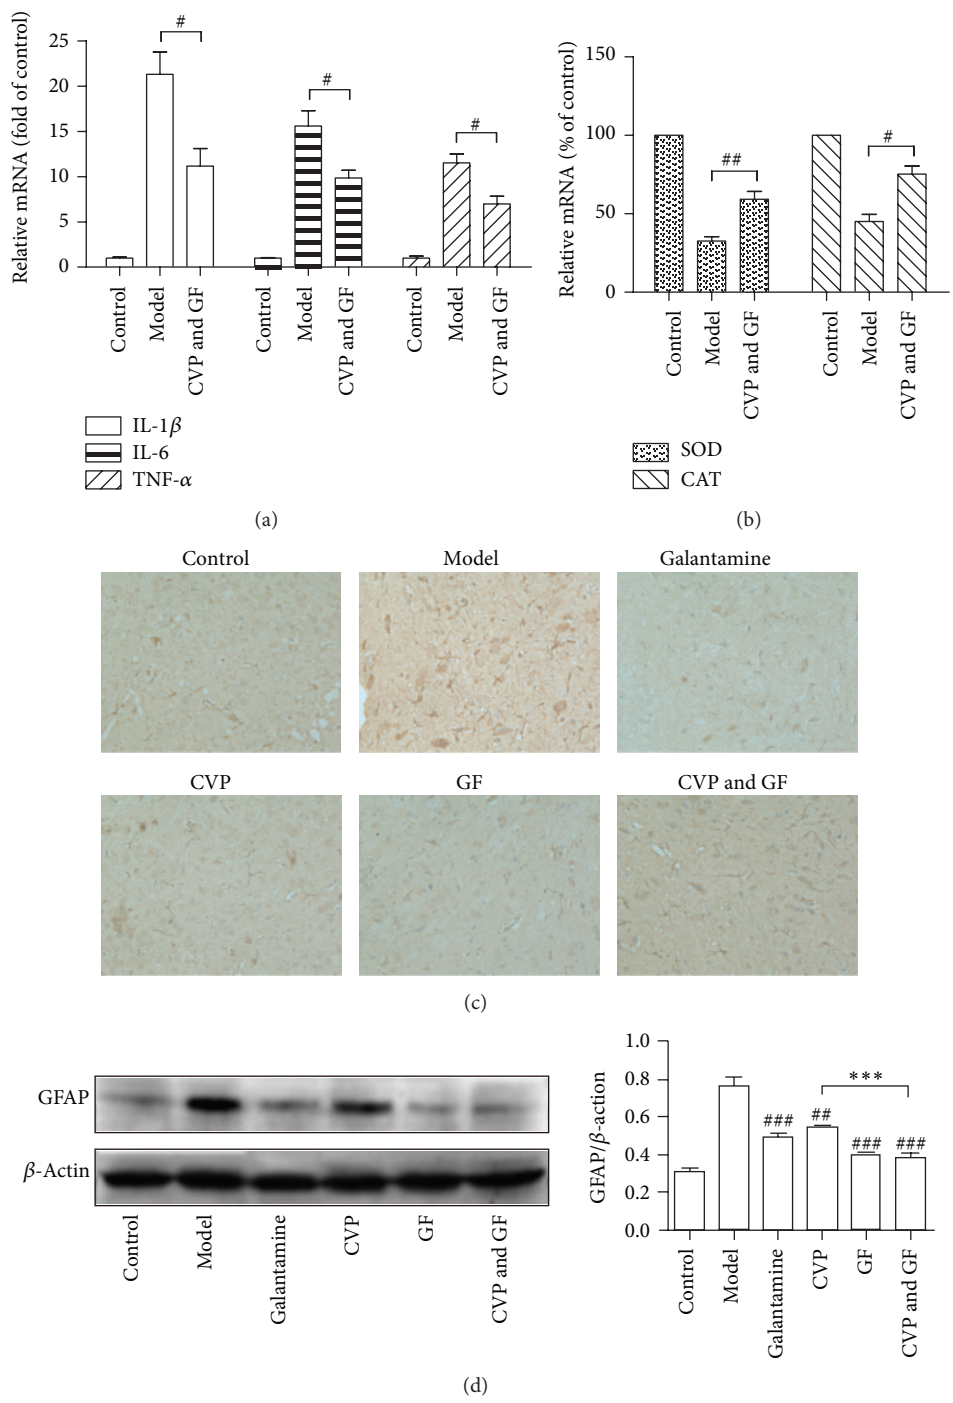 Relative mRNA (fold of control)
25
20
15
10
5
0
#
#
#
Control
Model
CVP and GF
Control
Model
CVP and GF
Control
Model
CVP and GF
IL-1β
IL-6
TNF-α
(a)
Relative mRNA (% of control)
150
100
50
0
##
#
Control
Model
CVP and GF
Control
Model
CVP and GF
SOD
CAT
(b)
Control
Model
Galantamine
CVP
GF
CVP and GF
(c)
GFAP
β-Actin
Control
Model
Galantamine
CVP
GF
CVP and GF
GFAP/β-action
1.0
0.8
0.6
0.4
0.2
0.0
***
###
##
###
###
Control
Model
Galantamine
CVP
GF
CVP and GF
(d)